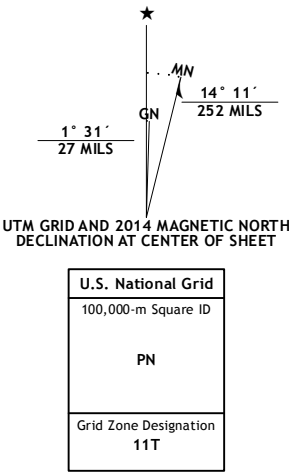 ★
MN
14° 11´
252 MILS
GN
1° 31´
27 MILS
UTM GRID AND 2014 MAGNETIC NORTH
DECLINATION AT CENTER OF SHEET
U.S. National Grid
100,000-m Square ID
PN
Grid Zone Designation
11T